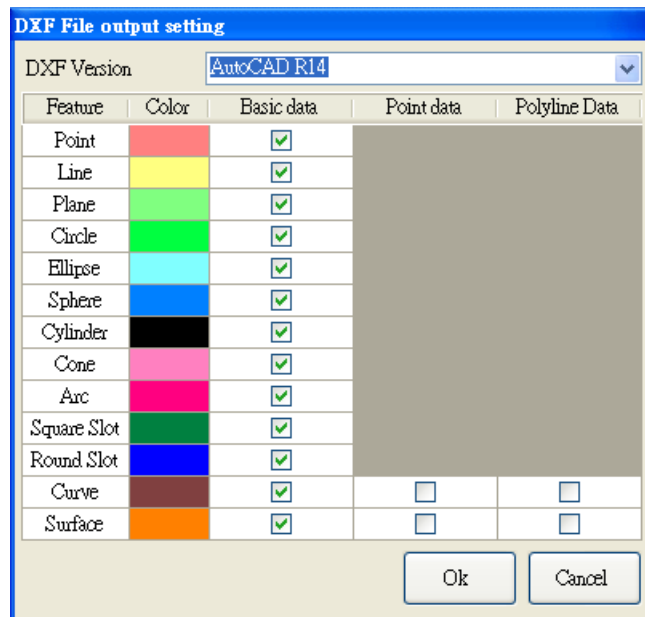 DXF File output setting
DXF Version AutoCAD R14
Feature Color Basic data Point data Polyline Data
Point
Line
Plane
Circle
Ellipse
Sphere
Cylinder
Cone
Arc
Square Slot
Round Slot
Curve
Surface
Ok Cancel